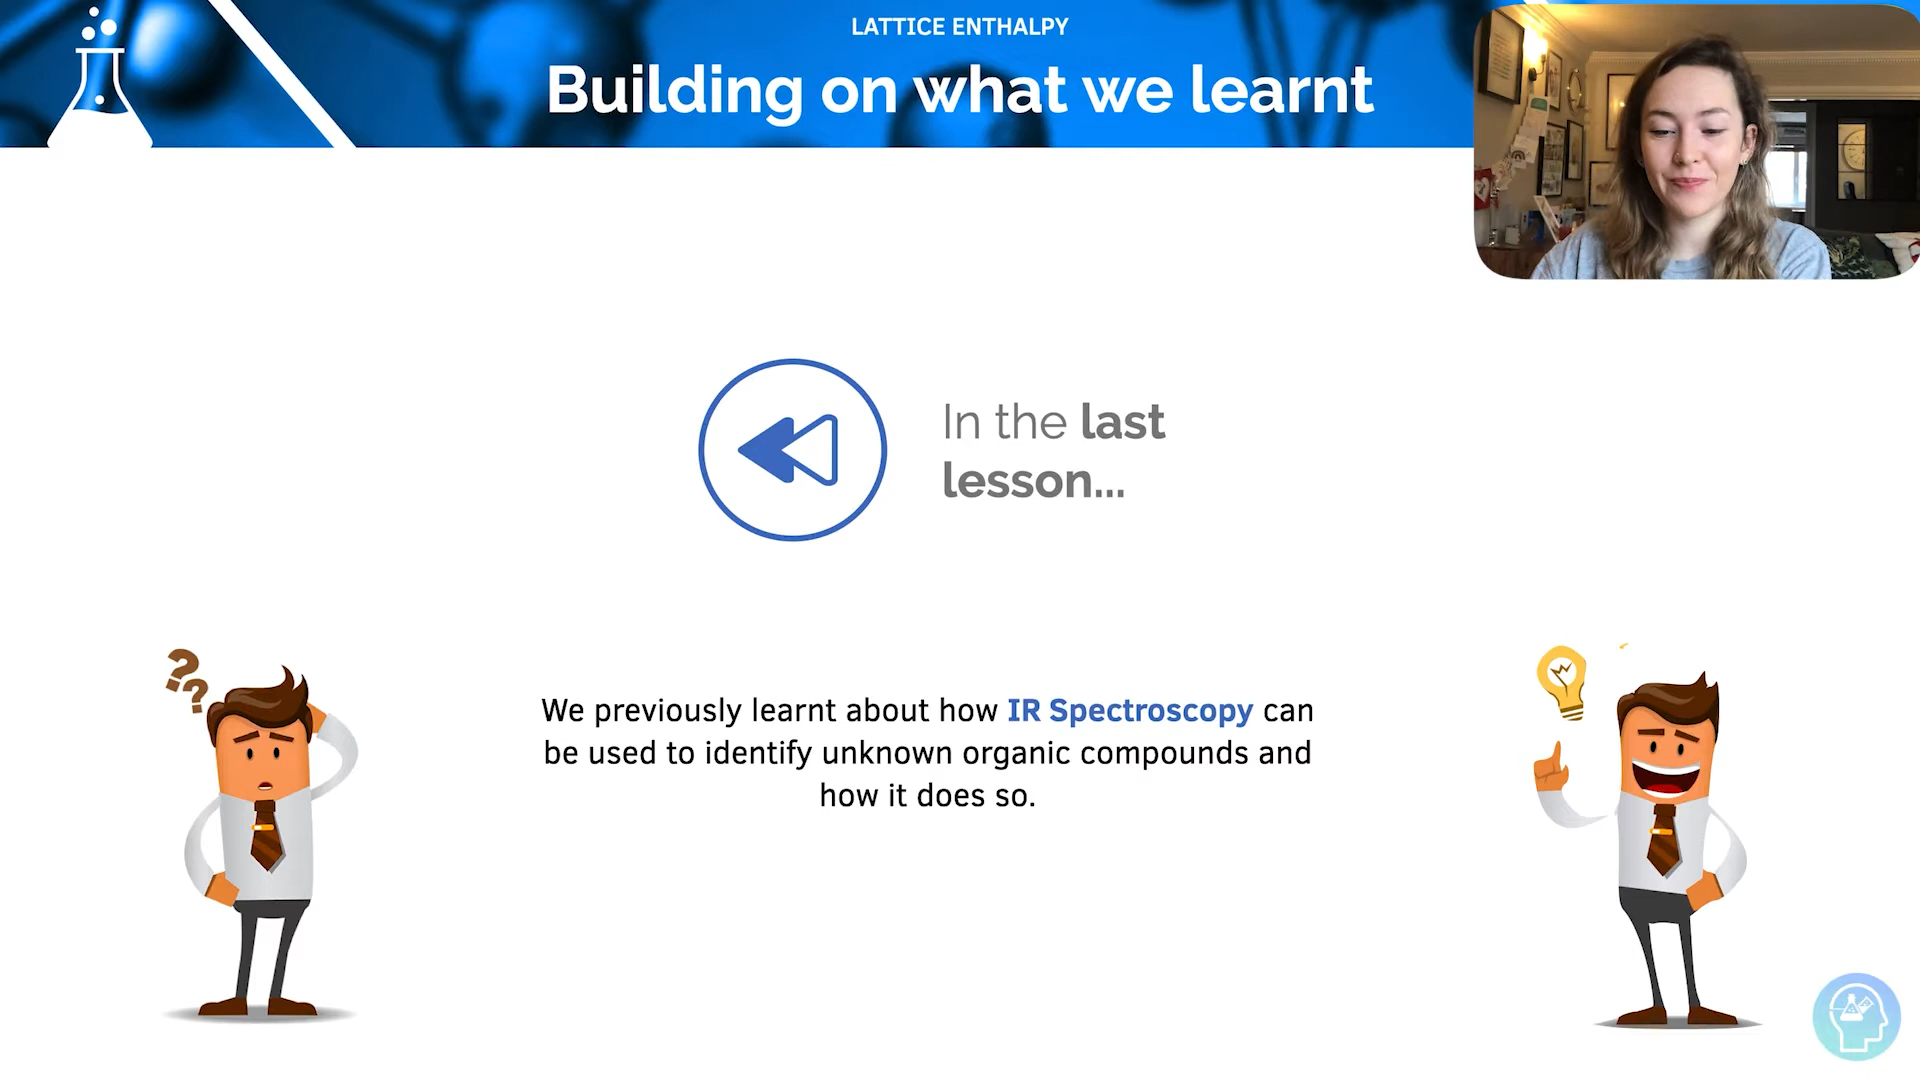 LATTICE ENTHALPY
Building on what we learnt
In the last
lesson...
??
We previously learnt about how IR Spectroscopy can
be used to identify unknown organic compounds and
how it does so.